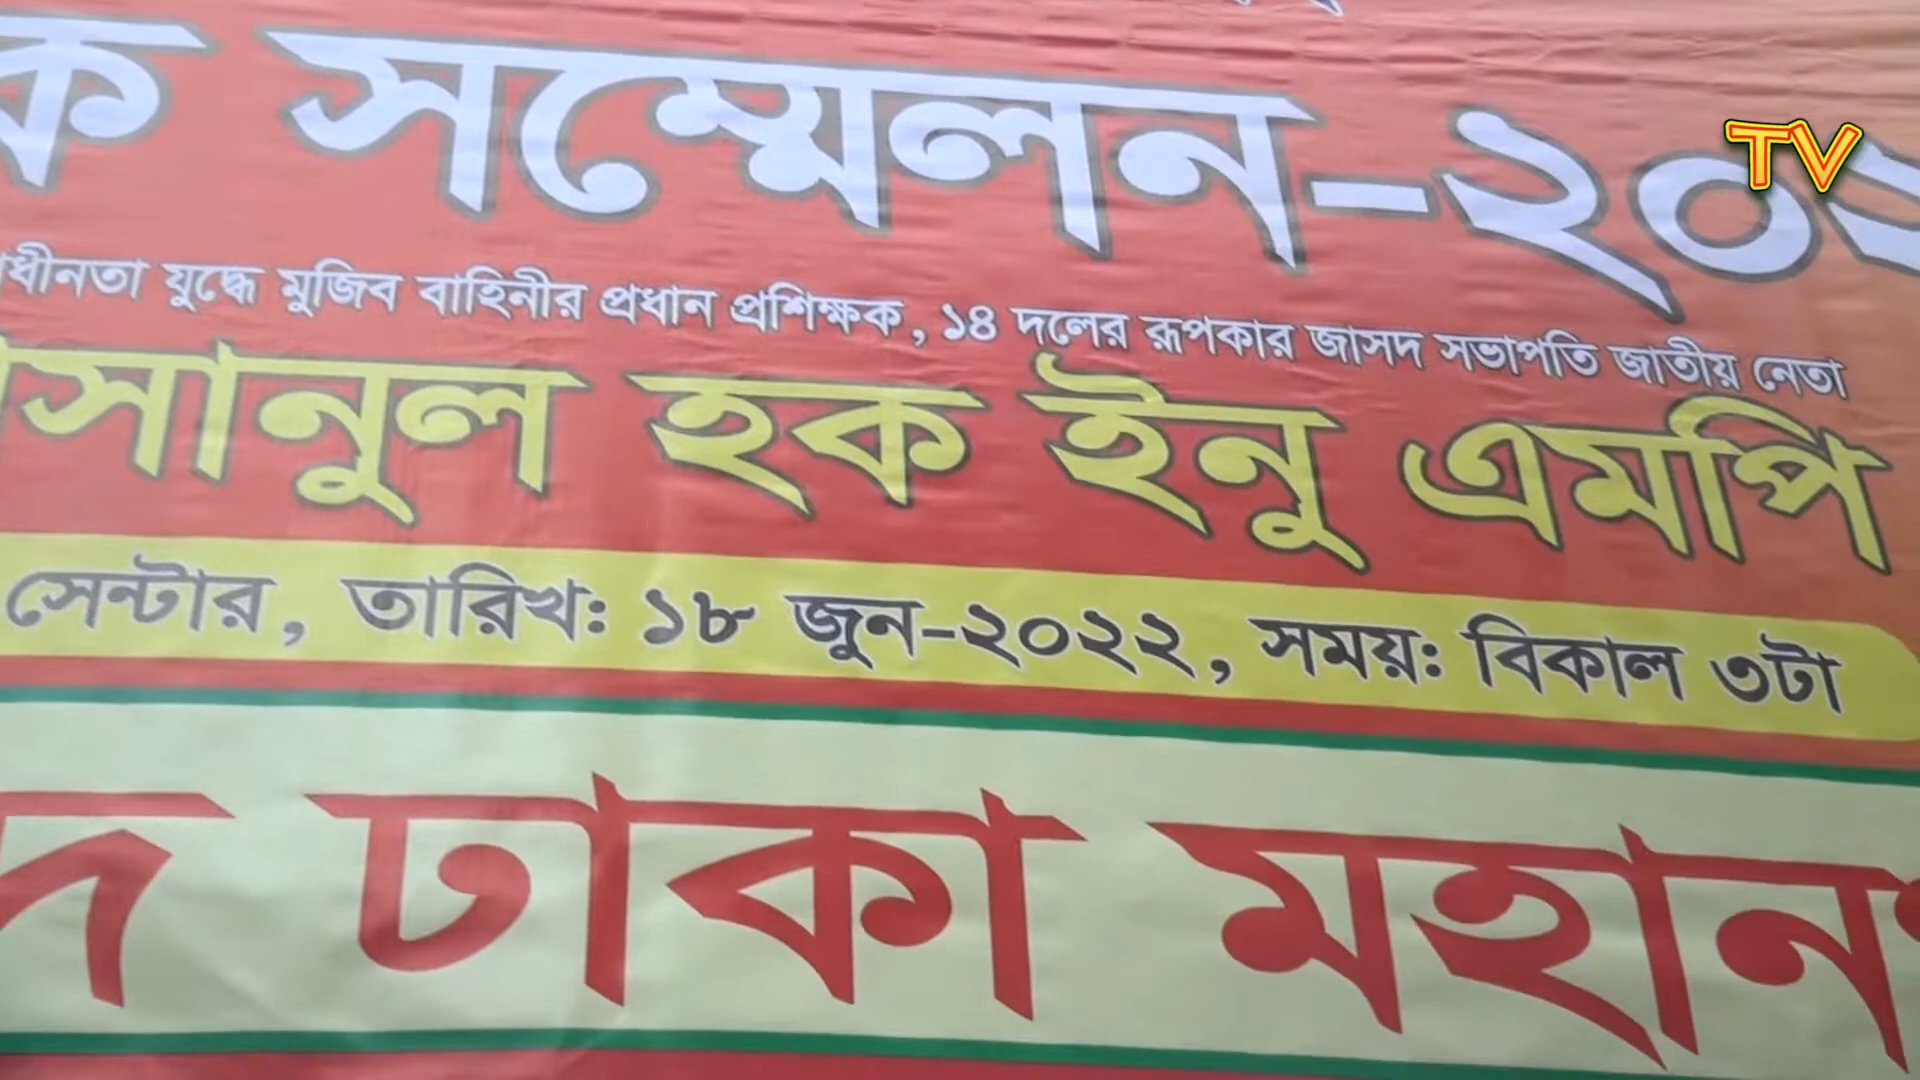 ক সম্মেলন-২০২
TV
াধীনতা যুদ্ধে মুজিব বাহিনীর প্রধান প্রশিক্ষক, ১৪ দলের রূপকার জাসদ সভাপতি জাতীয় নেতা
াসানুল হক ইনু এমপি
সেন্টার, তারিখ: ১৮ জুন-২০২২, সময়: বিকাল ৩টা
দ ঢাকা মহান